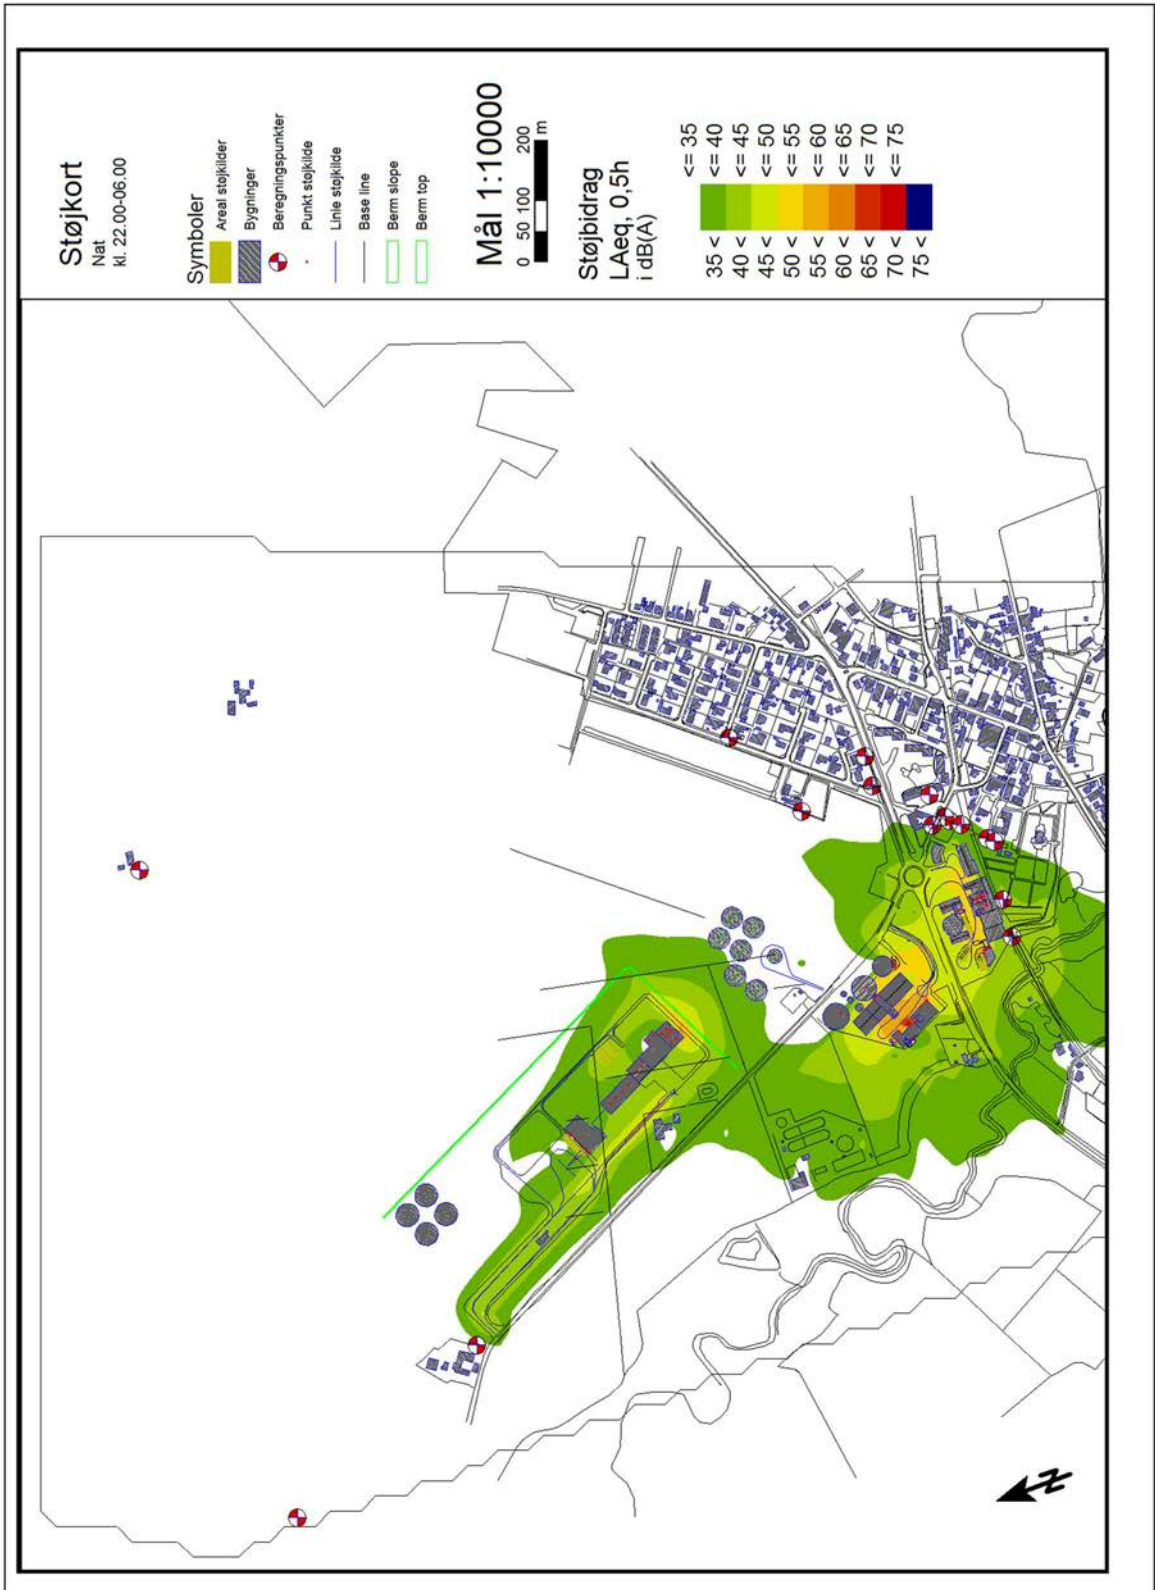 Støjkort
Nat
kl. 22.00-06.00
Symboler
Areal støjkilder
Bygninger
Beregningspunkter
Punkt støjkilde
Linie støjkilde
Base line
Berm slope
Berm top
Mål 1:10000
0 50 100 200
m
Støjbidrag
LAeq, 0,5h
i dB(A)
<= 35
35 < <= 40
40 < <= 45
45 < <= 50
50 < <= 55
55 < <= 60
60 < <= 65
65 < <= 70
70 < <= 75
75 <
N